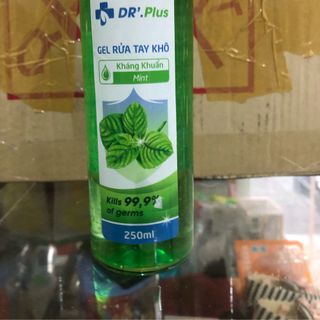 DR'.Plus
GEL RỬA TAY KHÔ
Kháng Khuẩn
Mint
Kills 99,9%
of germs
250ml